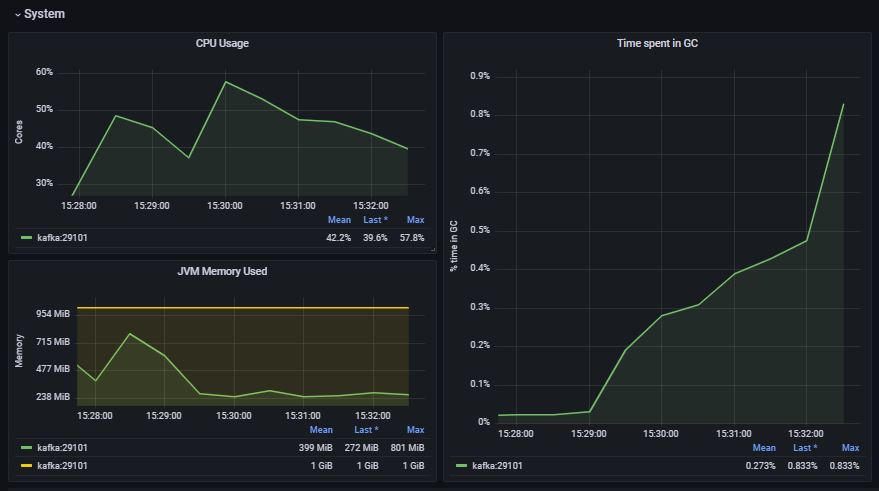 System
CPU Usage
Cores
60%
50%
40%
30%
15:28:00 15:29:00 15:30:00 15:31:00 15:32:00
Mean Last * Max
kafka:29101 42.2% 39.6% 57.8%
JVM Memory Used
Memory
954 MiB
715 MiB
477 MiB
238 MiB
15:28:00 15:29:00 15:30:00 15:31:00 15:32:00
Mean Last * Max
kafka:29101 399 MiB 272 MiB 801 MiB
kafka:29101 1 GiB 1 GiB 1 GiB
Time spent in GC
% time in GC
0.9%
0.8%
0.7%
0.6%
0.5%
0.4%
0.3%
0.2%
0.1%
0%
15:28:00 15:29:00 15:30:00 15:31:00 15:32:00
Mean Last * Max
kafka:29101 0.273% 0.833% 0.833%